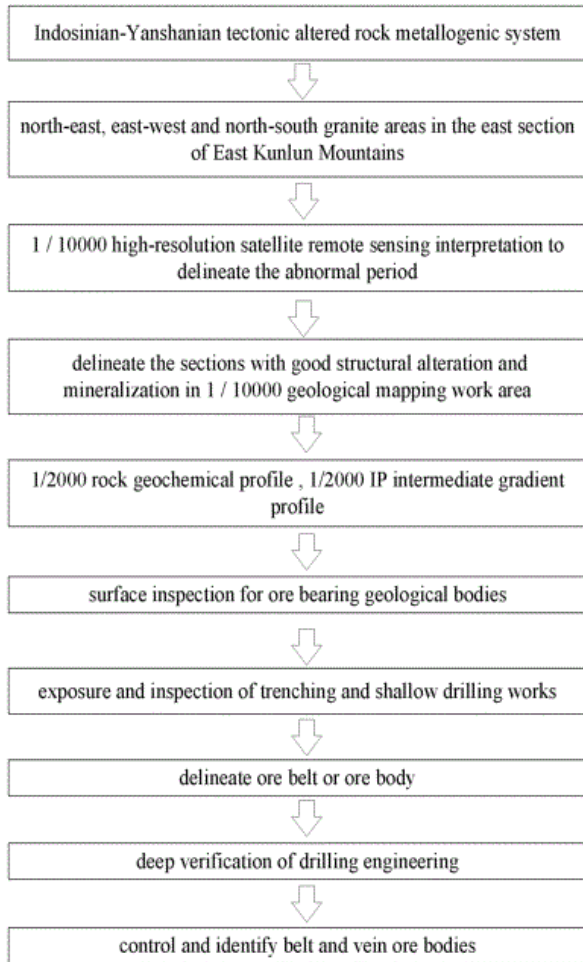 Indosinian-Yanshanian tectonic altered rock metallogenic system
north-east, east-west and north-south granite areas in the east section
of East Kunlun Mountains
1 / 10000 high-resolution satellite remote sensing interpretation to
delineate the abnormal period
delineate the sections with good structural alteration and
mineralization in 1 / 10000 geological mapping work area
1/2000 rock geochemical profile , 1/2000 IP intermediate gradient
profile
surface inspection for ore bearing geological bodies
exposure and inspection of trenching and shallow drilling works
delineate ore belt or ore body
deep verification of drilling engineering
control and identify belt and vein ore bodies